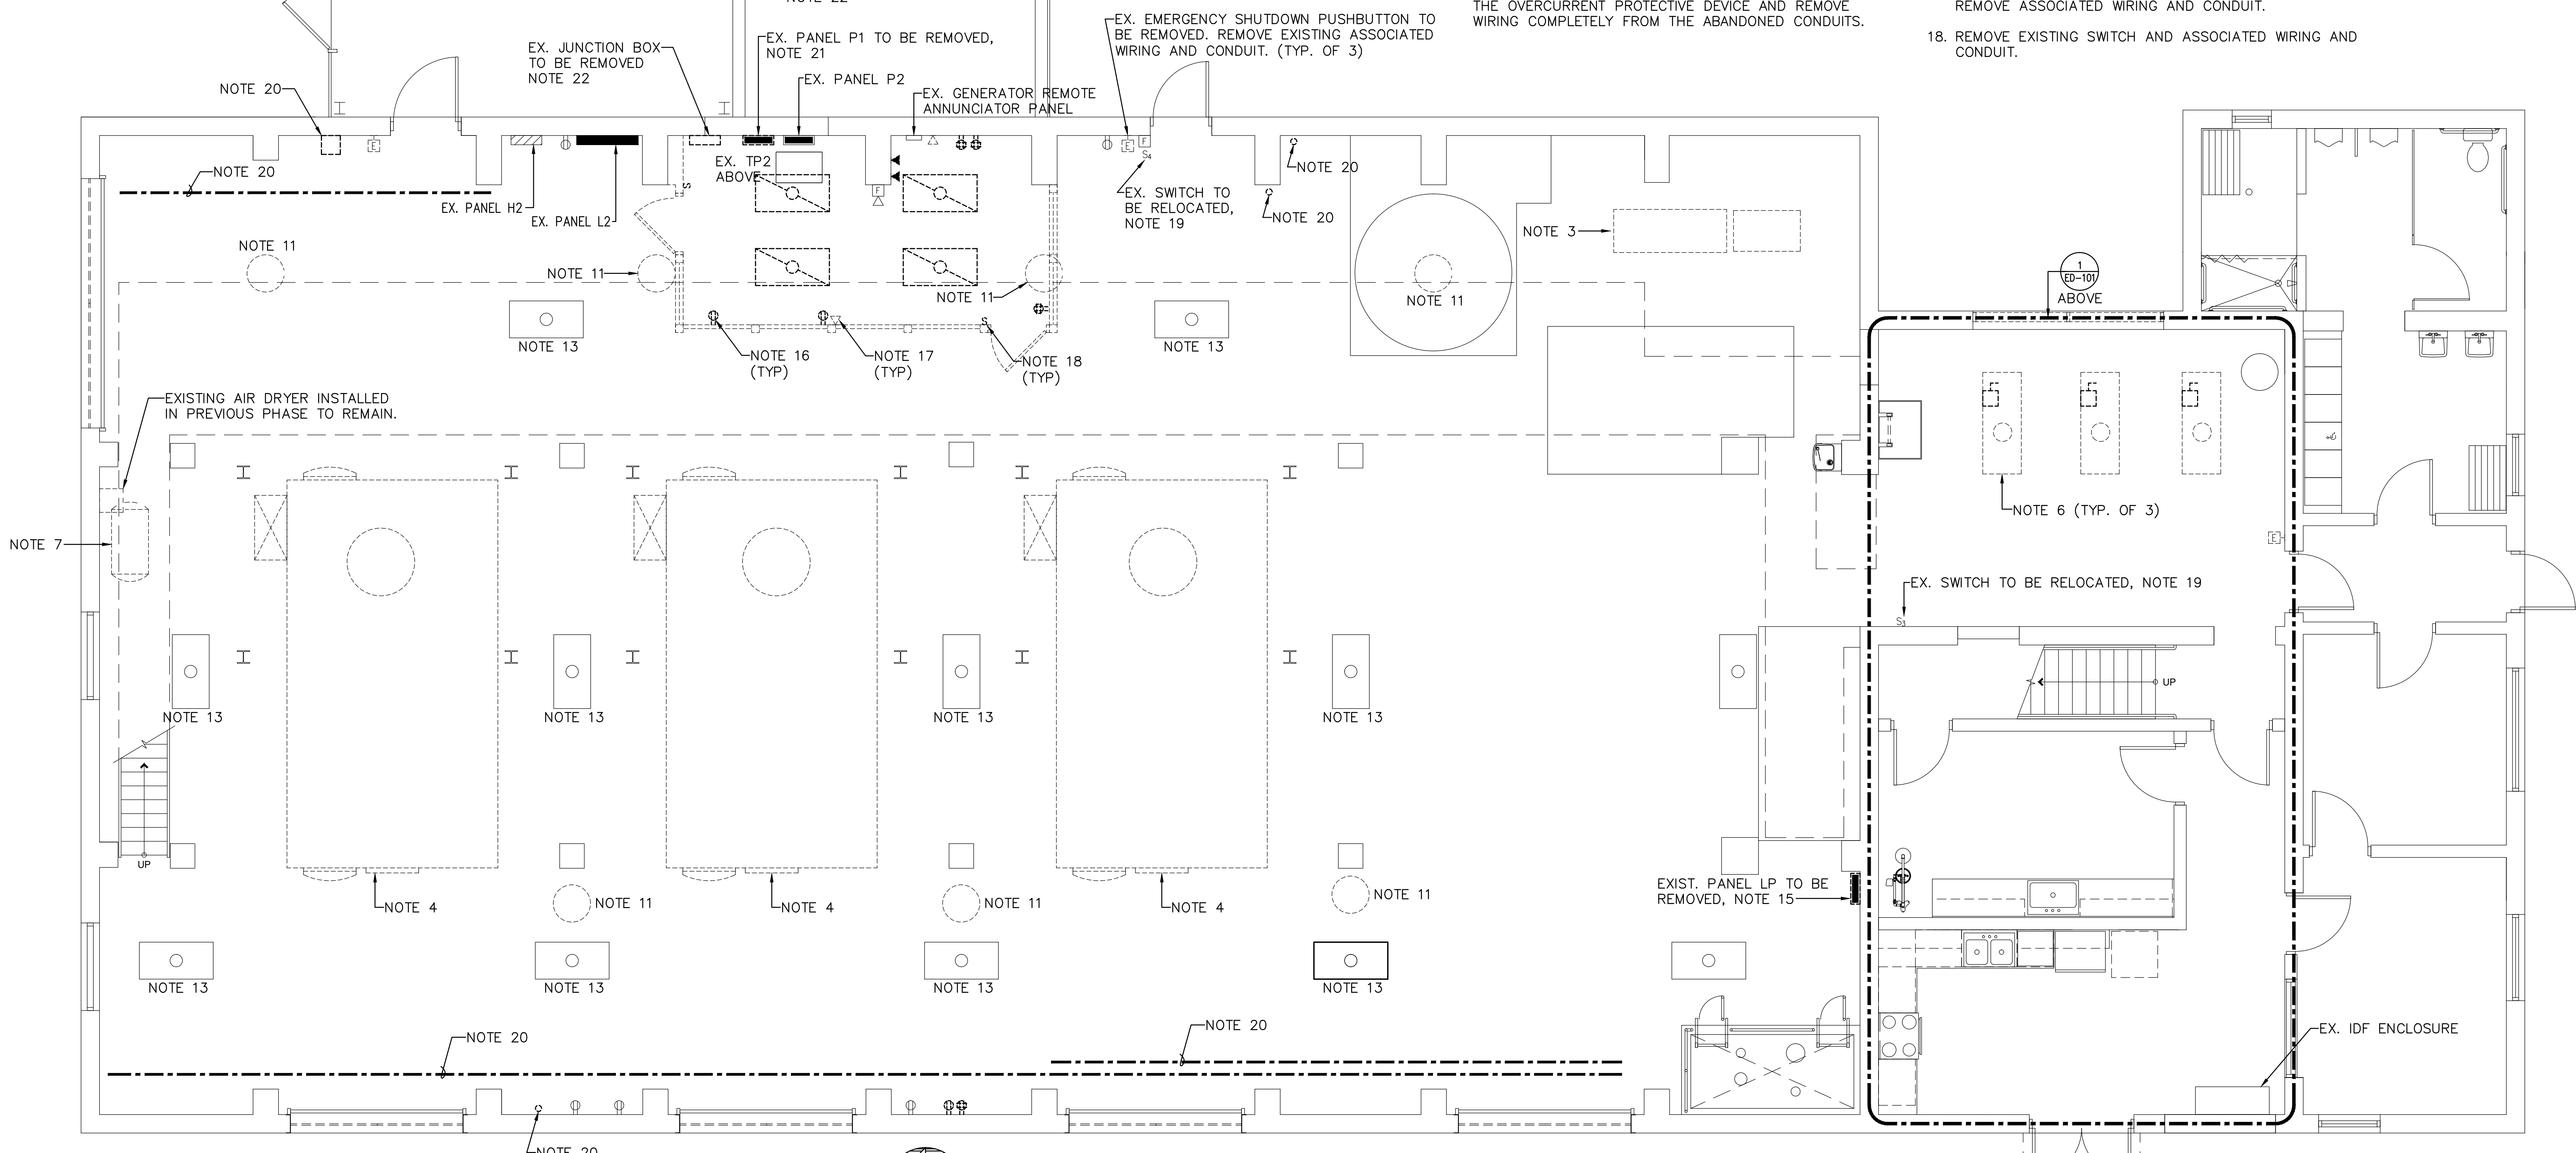 NOTE 22
THE OVERCURRENT PROTECTIVE DEVICE AND REMOVE
WIRING COMPLETELY FROM THE ABANDONED CONDUITS.
REMOVE ASSOCIATED WIRING AND CONDUIT.
18. REMOVE EXISTING SWITCH AND ASSOCIATED WIRING AND
CONDUIT.
EX. EMERGENCY SHUTDOWN PUSHBUTTON TO
BE REMOVED. REMOVE EXISTING ASSOCIATED
WIRING AND CONDUIT. (TYP. OF 3)
EX. JUNCTION BOX
TO BE REMOVED
NOTE 22
EX. PANEL P1 TO BE REMOVED,
NOTE 21
EX. PANEL P2
EX. GENERATOR REMOTE
ANNUNCIATOR PANEL
NOTE 20
E
E
F
S4
EX. TP2
ABOVE
S
F
NOTE 20
NOTE 20
NOTE 20
EX. PANEL H2
EX. PANEL L2
EX. SWITCH TO
BE RELOCATED,
NOTE 19
NOTE 3
NOTE 11
NOTE 11
NOTE 11
NOTE 11
1
ED-101
ABOVE
NOTE 13
S
NOTE 16
(TYP)
NOTE 17
(TYP)
NOTE 18
(TYP)
NOTE 13
EXISTING AIR DRYER INSTALLED
IN PREVIOUS PHASE TO REMAIN.
NOTE 7
NOTE 6 (TYP. OF 3)
E
EX. SWITCH TO BE RELOCATED, NOTE 19
S3
UP
NOTE 13
NOTE 13
NOTE 13
NOTE 13
UP
NOTE 4
NOTE 11
NOTE 4
NOTE 11
NOTE 4
NOTE 11
EXIST. PANEL LP TO BE
REMOVED, NOTE 15
NOTE 13
NOTE 13
NOTE 13
NOTE 13
NOTE 20
NOTE 20
EX. IDF ENCLOSURE
NOTE 20